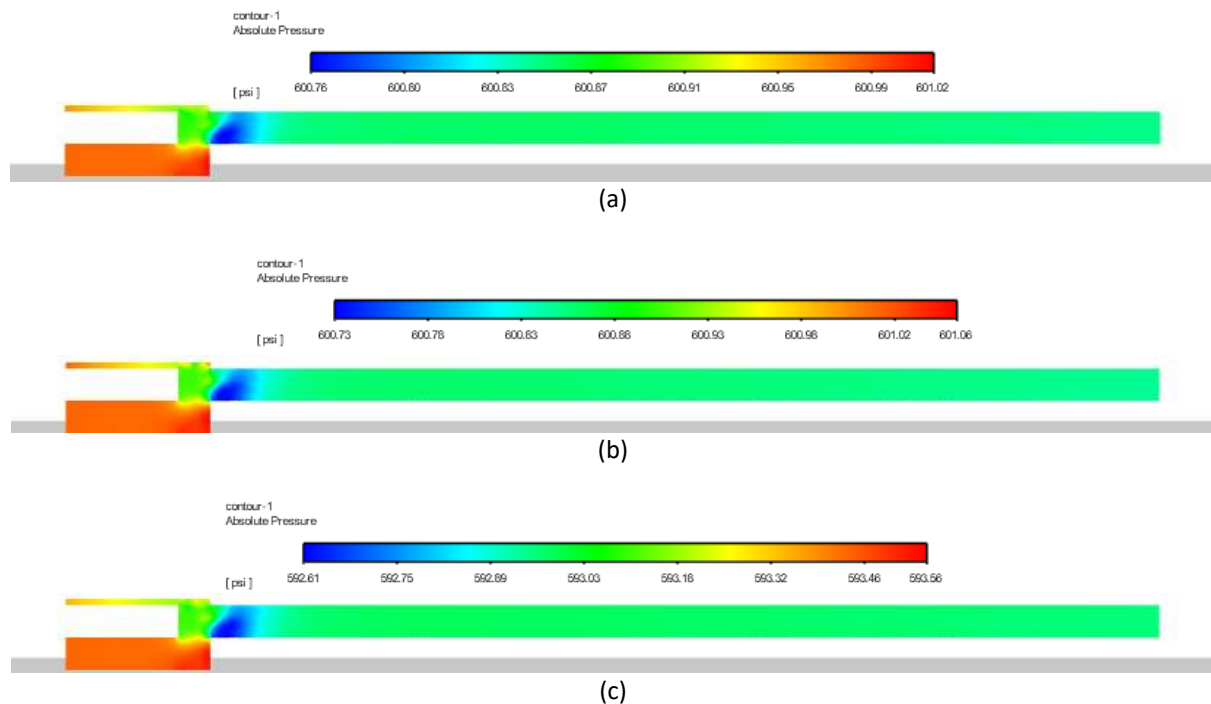 contour-1
Absolute Pressure
600.76 600.80 600.83 600.87 600.91 600.95 600.99 601.02
[ psi ]
(a)
contour-1
Absolute Pressure
600.73 600.78 600.83 600.88 600.93 600.98 601.02 601.06
[ psi ]
(b)
contour-1
Absolute Pressure
[ psi ] 592.61 592.75 592.89 593.03 593.18 593.32 593.46 593.56
(c)